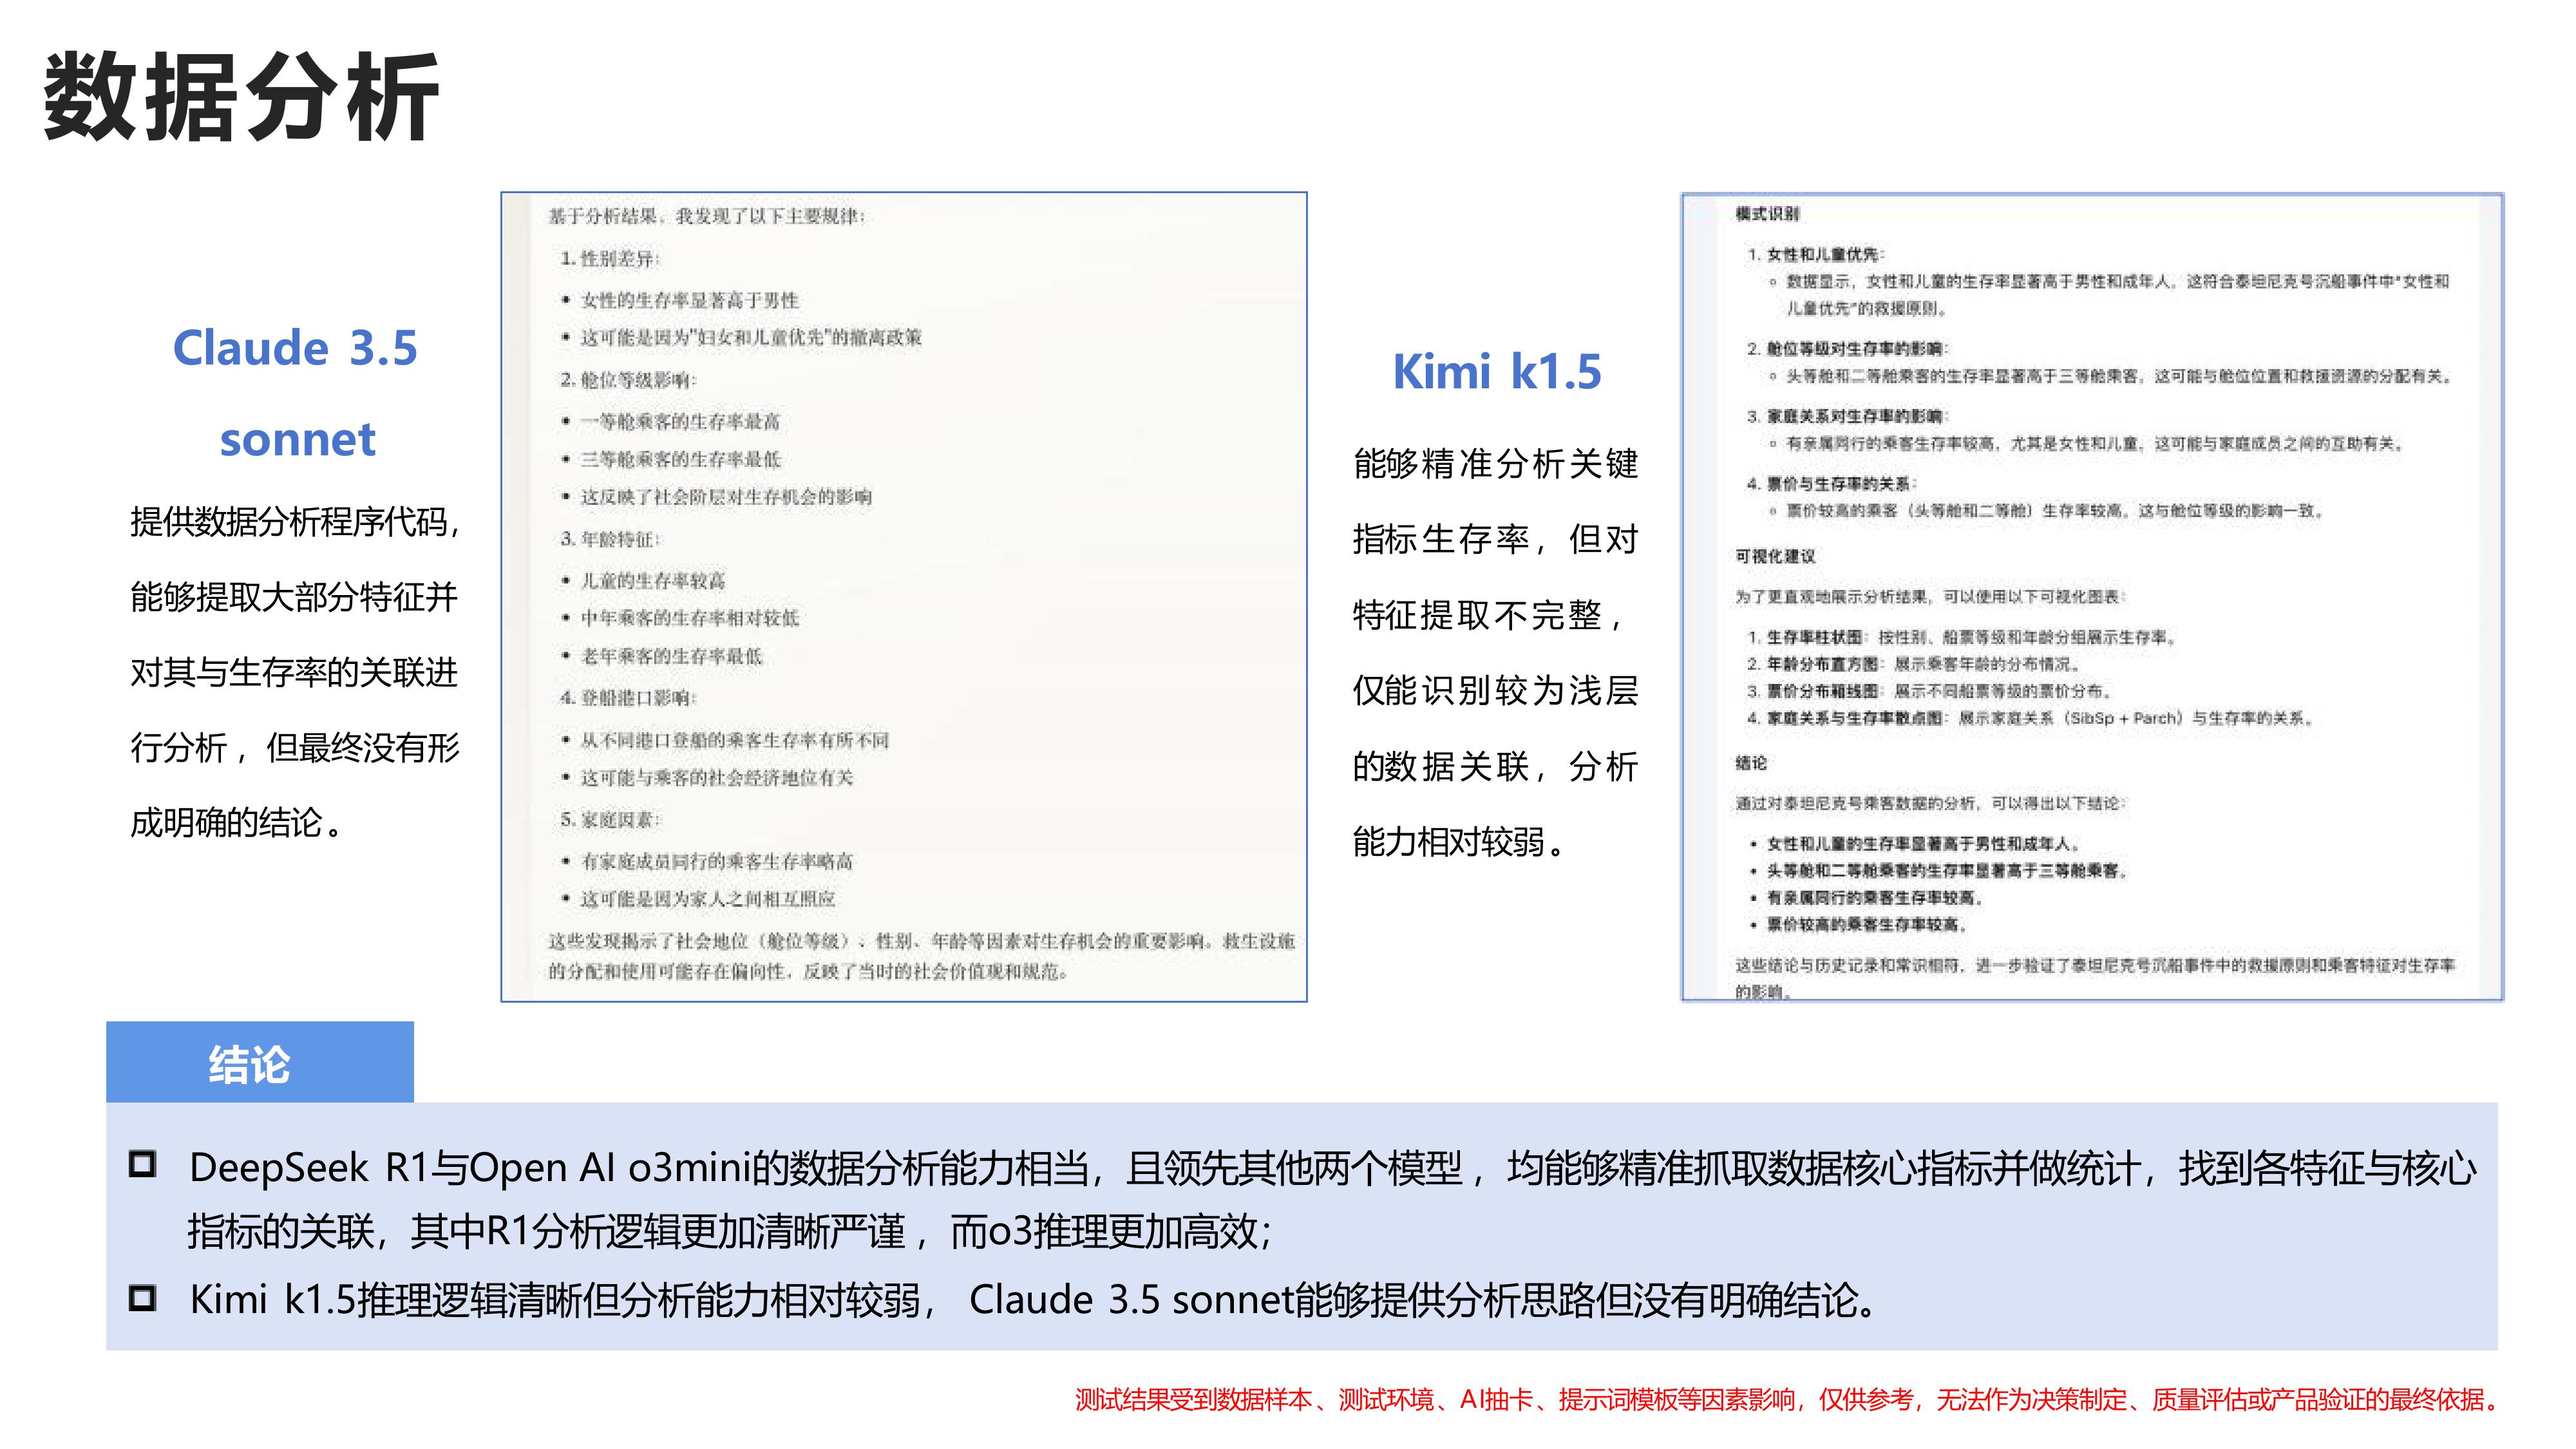 数据分析
Claude 3.5
sonnet
提供数据分析程序代码，
能够提取大部分特征并
对其与生存率的关联进
行分析，但最终没有形
成明确的结论。
基于分析结果，我发现了以下主要规律：
1. 性别差异：
• 女性的生存率显著高于男性
• 这可能是因为"妇女和儿童优先"的撤离政策
2. 舱位等级影响：
• 一等舱乘客的生存率最高
• 三等舱乘客的生存率最低
• 这反映了社会阶层对生存机会的影响
3. 年龄特征：
• 儿童的生存率较高
• 中年乘客的生存率相对较低
• 老年乘客的生存率最低
4. 登船港口影响：
• 从不同港口登船的乘客生存率有所不同
• 这可能与乘客的社会经济地位有关
5. 家庭因素：
• 有家庭成员同行的乘客生存率略高
• 这可能是因为家人之间相互照应
这些发现揭示了社会地位（舱位等级）、性别、年龄等因素对生存机会的重要影响。救生设施
的分配和使用可能存在偏向性，反映了当时的社会价值观和规范。
Kimi k1.5
能够精准分析关键
指标生存率，但对
特征提取不完整，
仅能识别较为浅层
的数据关联，分析
能力相对较弱。
模式识别
1. 女性和儿童优先：
◦ 数据显示，女性和儿童的生存率显著高于男性和成年人，这符合泰坦尼克号沉船事件中“女性和
儿童优先”的救援原则。
2. 舱位等级对生存率的影响：
◦ 头等舱和二等舱乘客的生存率显著高于三等舱乘客，这可能与舱位位置和救援资源的分配有关。
3. 家庭关系对生存率的影响：
◦ 有亲属同行的乘客生存率较高，尤其是女性和儿童，这可能与家庭成员之间的互助有关。
4. 票价与生存率的关系：
◦ 票价较高的乘客（头等舱和二等舱）生存率较高，这与舱位等级的影响一致。
可视化建议
为了更直观地展示分析结果，可以使用以下可视化图表：
1. 生存率柱状图：按性别、船票等级和年龄分组展示生存率。
2. 年龄分布直方图：展示乘客年龄的分布情况。
3. 票价分布箱线图：展示不同船票等级的票价分布。
4. 家庭关系与生存率散点图：展示家庭关系（SibSp + Parch）与生存率的关系。
结论
通过对泰坦尼克号乘客数据的分析，可以得出以下结论：
• 女性和儿童的生存率显著高于男性和成年人。
• 头等舱和二等舱乘客的生存率显著高于三等舱乘客。
• 有亲属同行的乘客生存率较高。
• 票价较高的乘客生存率较高。
这些结论与历史记录和常识相符，进一步验证了泰坦尼克号沉船事件中的救援原则和乘客特征对生存率
的影响。
结论
DeepSeek R1与Open AI o3mini的数据分析能力相当，且领先其他两个模型，均能够精准抓取数据核心指标并做统计，找到各特征与核心
指标的关联，其中R1分析逻辑更加清晰严谨，而o3推理更加高效；
Kimi k1.5推理逻辑清晰但分析能力相对较弱， Claude 3.5 sonnet能够提供分析思路但没有明确结论。
测试结果受到数据样本、测试环境、AI抽卡、提示词模板等因素影响，仅供参考，无法作为决策制定、质量评估或产品验证的最终依据。